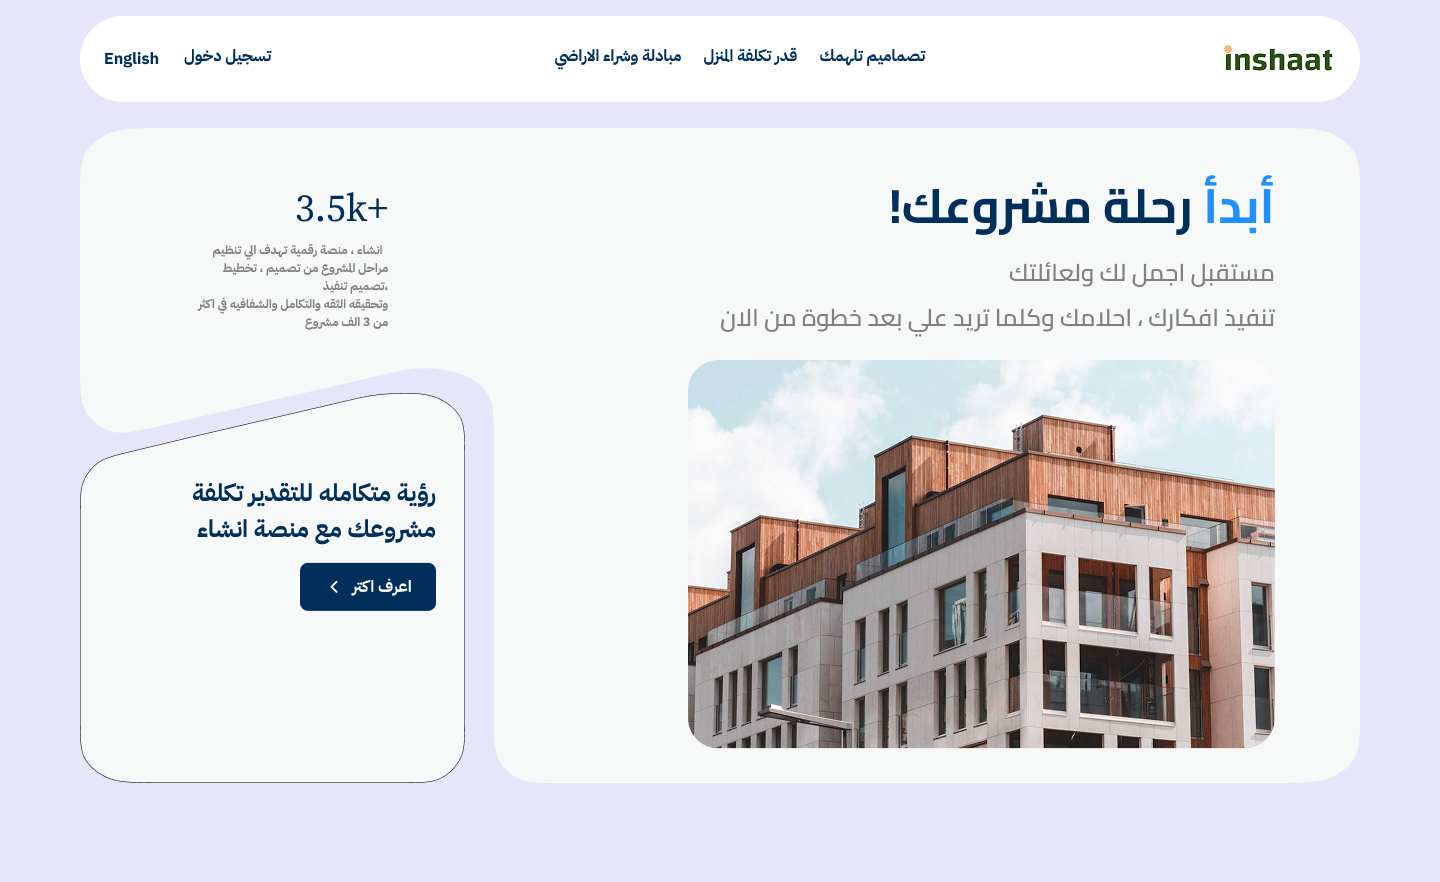 inshaat
تصماميم تلهمك
قدر تكلفة المنزل
مبادلة وشراء الاراضي
تسجيل دخول
English
أبدأ رحلة مشروعك!
مستقبل اجمل لك ولعائلتك
تنفيذ افكارك ، احلامك وكلما تريد علي بعد خطوة من الان
3.5k+
انشاء ، منصة رقمية تهدف الي تنظيم
مراحل المشروع من تصميم ، تخطيط
،تصميم تنفيذ
وتحقيقه الثقه والتكامل والشفافيه في اكثر
من 3 الف مشروع
رؤية متكامله للتقدير تكلفة
مشروعك مع منصة انشاء
اعرف اكتر